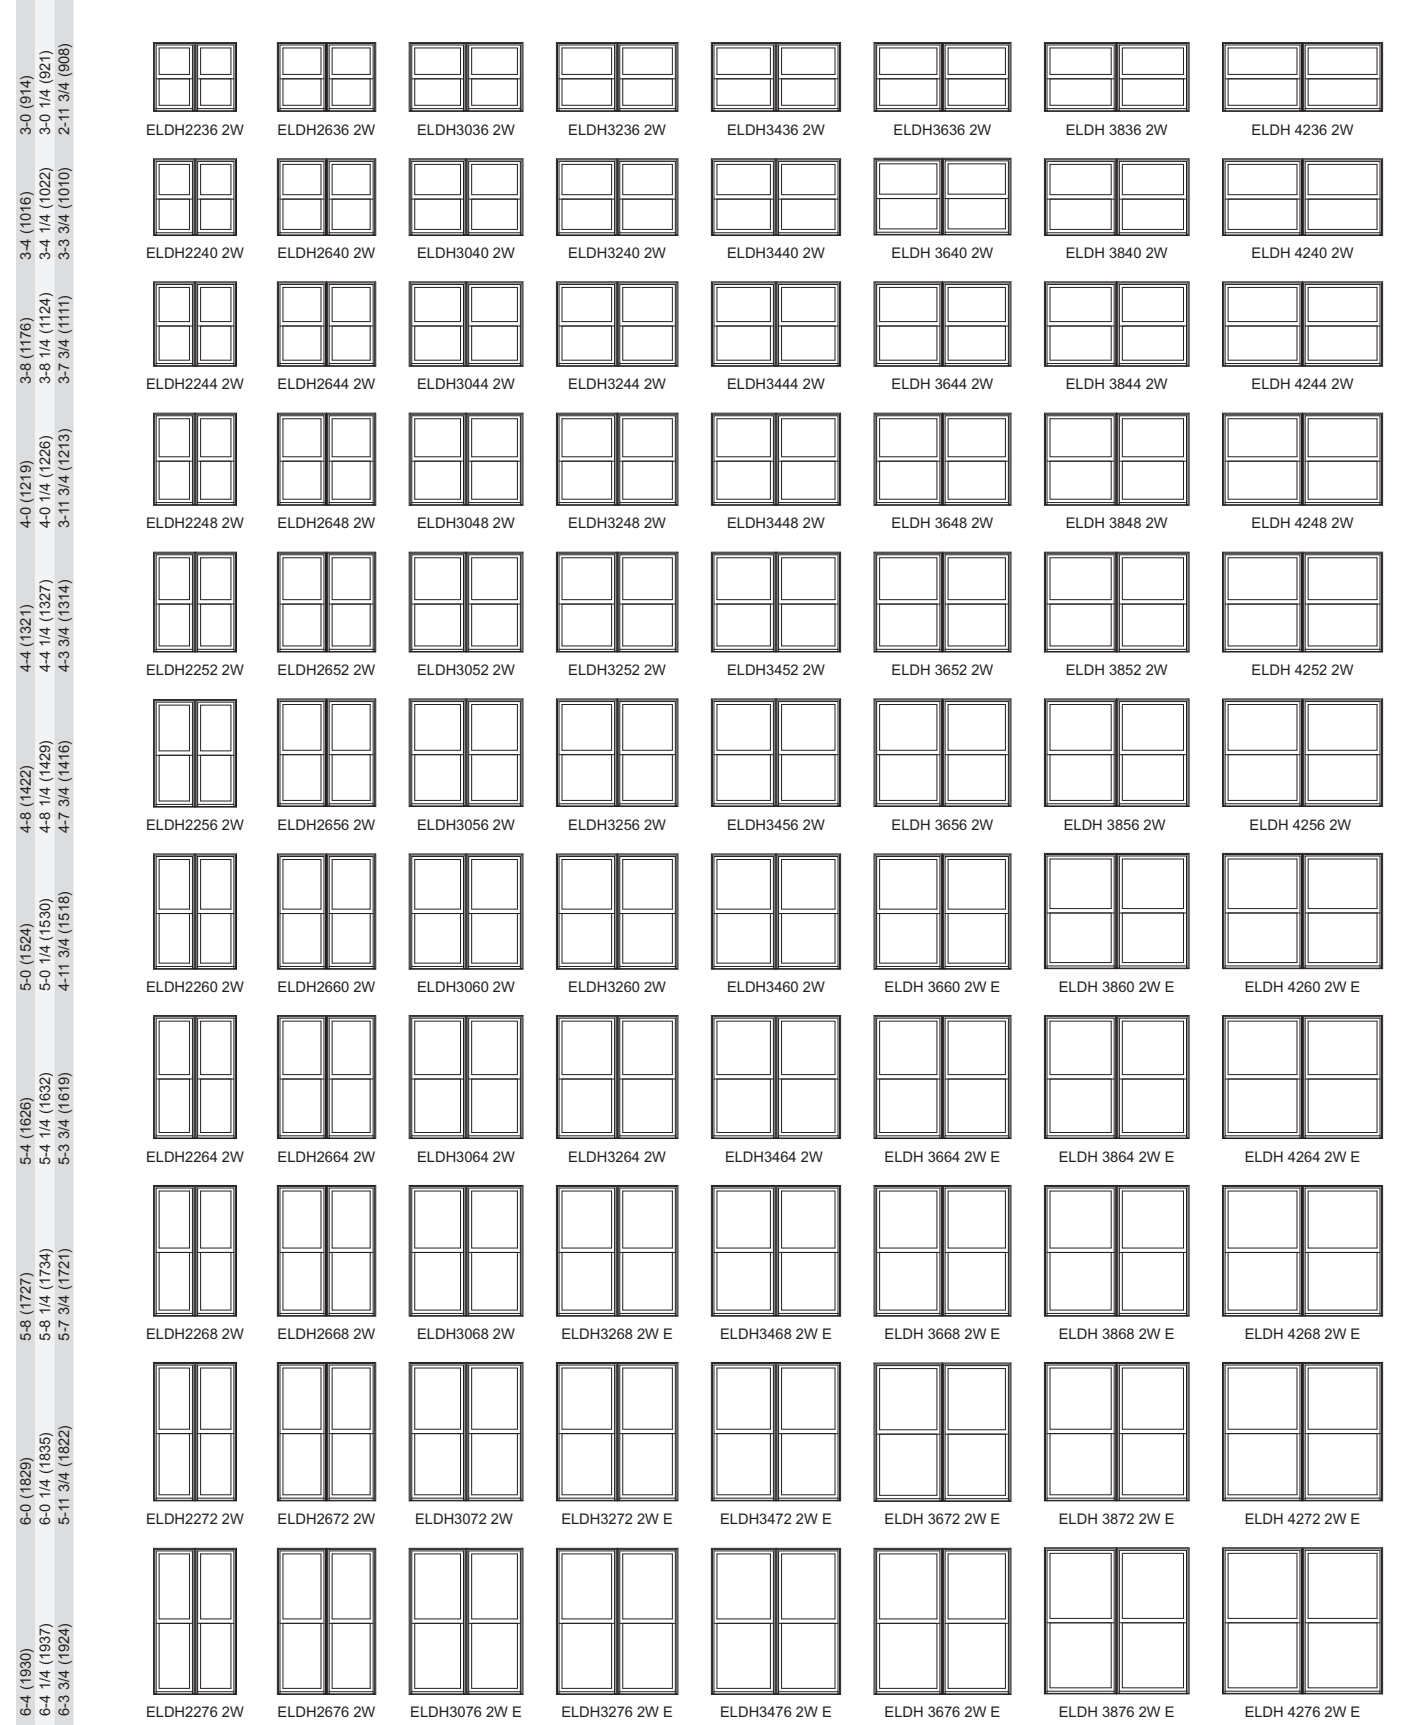 3-0 (914)
3-0 1/4 (921)
2-11 3/4 (908)
ELDH2236 2W ELDH2636 2W ELDH3036 2W ELDH3236 2W ELDH3436 2W ELDH3636 2W ELDH 3836 2W ELDH 4236 2W
3-4 (1016)
3-4 1/4 (1022)
3-3 3/4 (1010)
ELDH2240 2W ELDH2640 2W ELDH3040 2W ELDH3240 2W ELDH3440 2W ELDH 3640 2W ELDH 3840 2W ELDH 4240 2W
3-8 (1176)
3-8 1/4 (1124)
3-7 3/4 (1111)
ELDH2244 2W ELDH2644 2W ELDH3044 2W ELDH3244 2W ELDH3444 2W ELDH 3644 2W ELDH 3844 2W ELDH 4244 2W
4-0 (1219)
4-0 1/4 (1226)
3-11 3/4 (1213)
ELDH2248 2W ELDH2648 2W ELDH3048 2W ELDH3248 2W ELDH3448 2W ELDH 3648 2W ELDH 3848 2W ELDH 4248 2W
4-4 (1321)
4-4 1/4 (1327)
4-3 3/4 (1314)
ELDH2252 2W ELDH2652 2W ELDH3052 2W ELDH3252 2W ELDH3452 2W ELDH 3652 2W ELDH 3852 2W ELDH 4252 2W
4-8 (1422)
4-8 1/4 (1429)
4-7 3/4 (1416)
ELDH2256 2W ELDH2656 2W ELDH3056 2W ELDH3256 2W ELDH3456 2W ELDH 3656 2W ELDH 3856 2W ELDH 4256 2W
5-0 (1524)
5-0 1/4 (1530)
4-11 3/4 (1518)
ELDH2260 2W ELDH2660 2W ELDH3060 2W ELDH3260 2W ELDH3460 2W ELDH 3660 2W E ELDH 3860 2W E ELDH 4260 2W E
5-4 (1626)
5-4 1/4 (1632)
5-3 3/4 (1619)
ELDH2264 2W ELDH2664 2W ELDH3064 2W ELDH3264 2W ELDH3464 2W ELDH 3664 2W E ELDH 3864 2W E ELDH 4264 2W E
5-8 (1727)
5-8 1/4 (1734)
5-7 3/4 (1721)
ELDH2268 2W ELDH2668 2W ELDH3068 2W ELDH3268 2W E ELDH3468 2W E ELDH 3668 2W E ELDH 3868 2W E ELDH 4268 2W E
6-0 (1829)
6-0 1/4 (1835)
5-11 3/4 (1822)
ELDH2272 2W ELDH2672 2W ELDH3072 2W ELDH3272 2W E ELDH3472 2W E ELDH 3672 2W E ELDH 3872 2W E ELDH 4272 2W E
6-4 (1930)
6-4 1/4 (1937)
6-3 3/4 (1924)
ELDH2276 2W ELDH2676 2W ELDH3076 2W E ELDH3276 2W E ELDH3476 2W E ELDH 3676 2W E ELDH 3876 2W E ELDH 4276 2W E